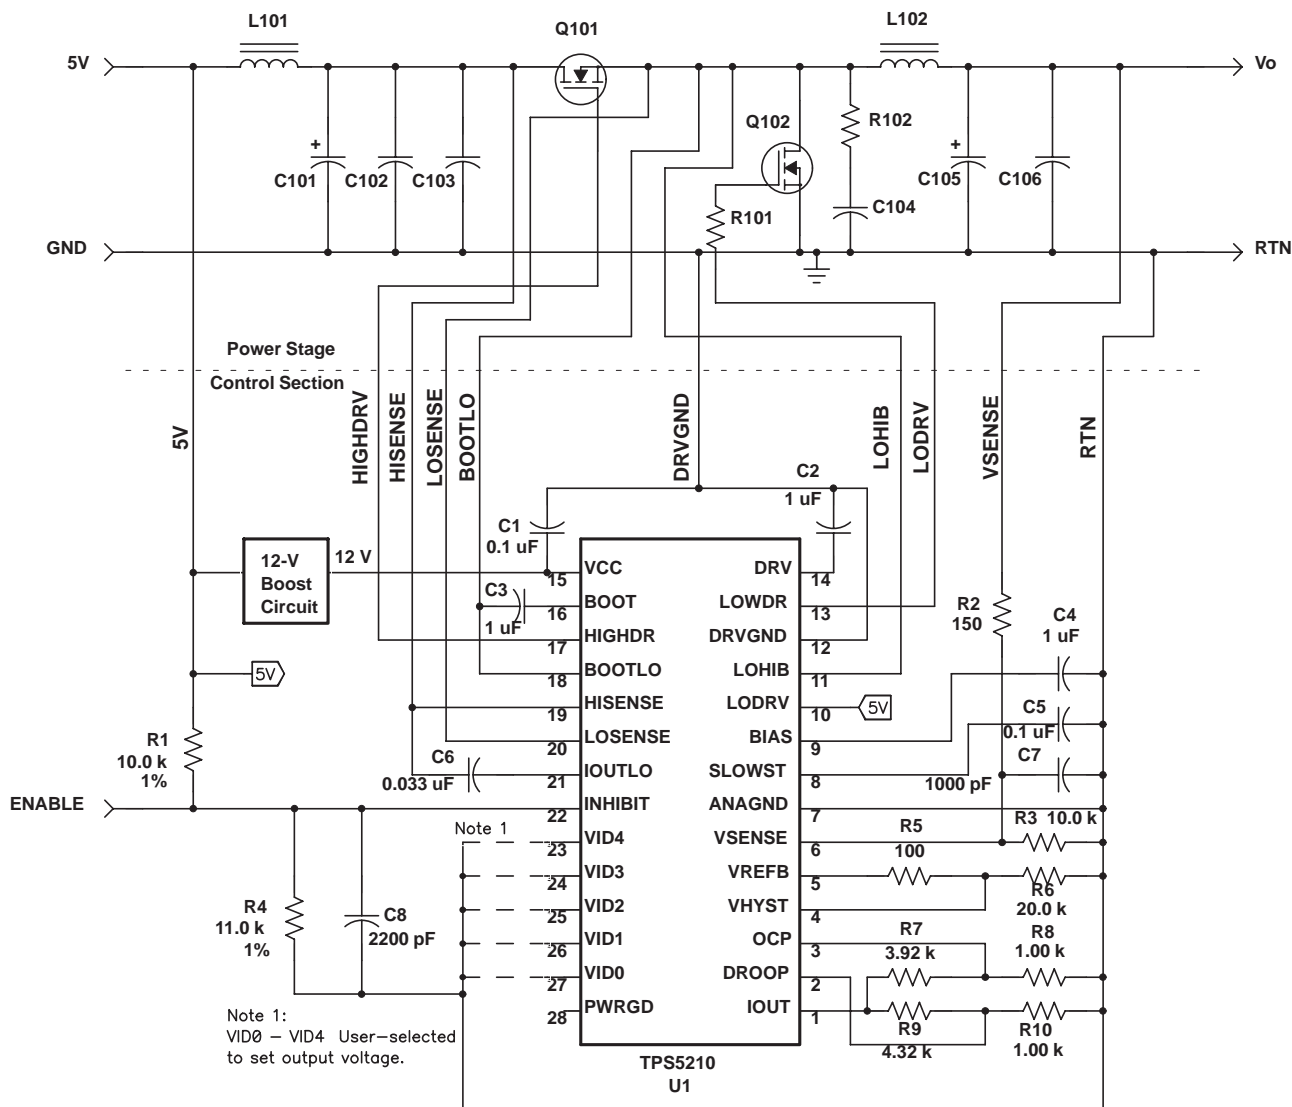 L101
Q101
L102
5V
Vo
Q102
R102
+
C101
C102
C103
+
C105
C106
R101
C104
GND
RTN
Power Stage
Control Section
5V
HIGHDRV
HISENSE
LOSENSE
BOOTLO
DRVGND
LOHIB
LODRV
VSENSE
RTN
C2
1 uF
C1
0.1 uF
12-V
Boost
Circuit
12 V
15
VCC
DRV
14
C3
1 uF
16
BOOT
LOWDR
13
R2
150
C4
1 uF
17
HIGHDR
DRVGND
12
18
BOOTLO
LOHIB
11
5V
19
HISENSE
LODRV
10
5V
C5
0.1 uF
R1
10.0 k
1%
20
LOSENSE
BIAS
9
C6
0.033 uF
21
IOUTLO
SLOWST
8
C7
1000 pF
ENABLE
22
INHIBIT
ANAGND
7
R3 10.0 k
Note 1
23
VID4
VSENSE
6
R5
100
24
VID3
VREFB
5
R6
20.0 k
R4
11.0 k
1%
C8
2200 pF
25
VID2
VHYST
4
26
VID1
OCP
3
R7
3.92 k
R8
1.00 k
27
VID0
DROOP
2
28
PWRGD
IOUT
1
R9
4.32 k
R10
1.00 k
Note 1:
VID0 – VID4 User–selected
to set output voltage.
TPS5210
U1